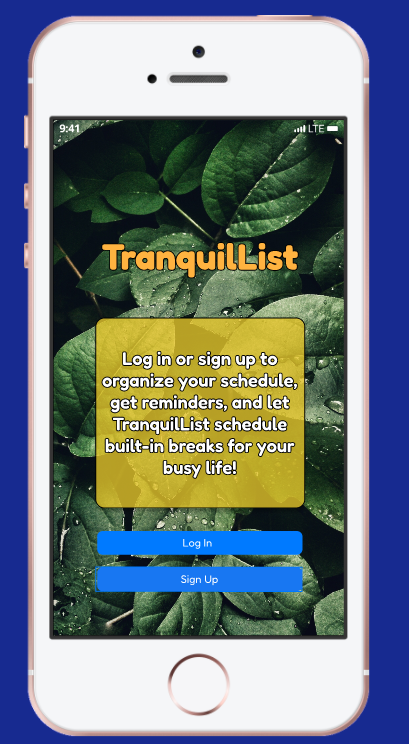 9:41
LTE
TranquilList
Log in or sign up to
organize your schedule,
get reminders, and let
TranquilList schedule
built-in breaks for your
busy life!
Log In
Sign Up